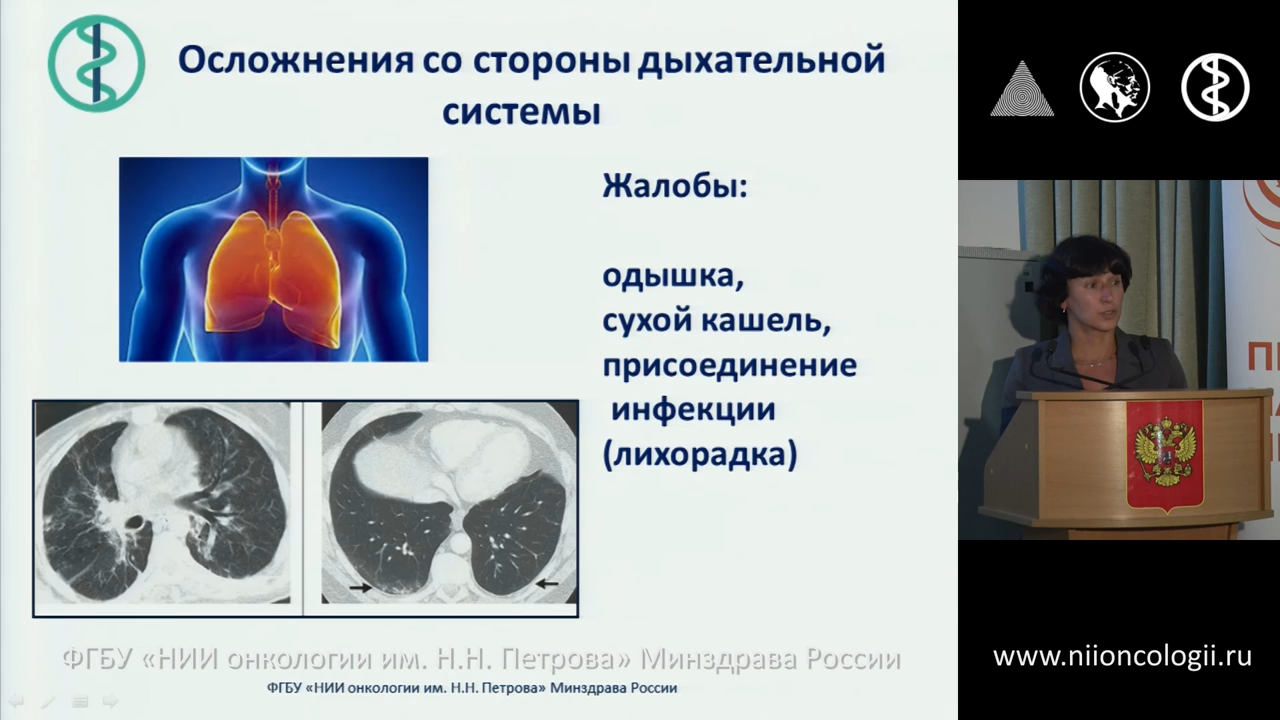 Осложнения со стороны дыхательной
системы
Жалобы:
одышка,
сухой кашель,
присоединение
инфекции
(лихорадка)
ФГБУ «НИИ онкологии им. Н.Н. Петрова» Минздрава России
ФГБУ «НИИ онкологии им. Н.Н. Петрова» Минздрава России
www.niioncologii.ru